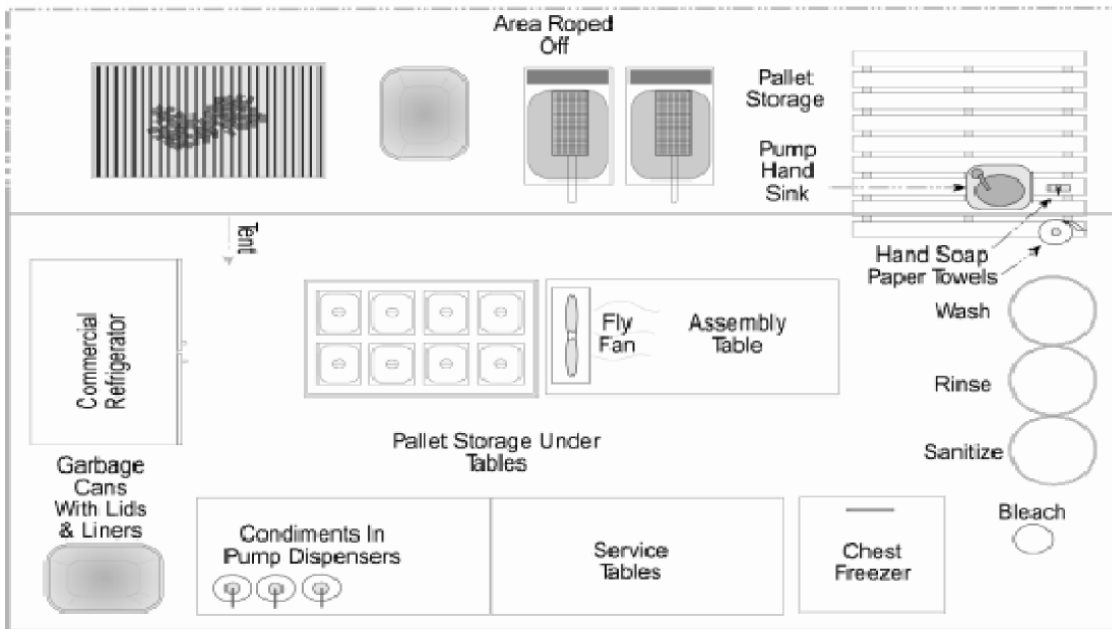 Area Roped
Off
Pallet
Storage
Pump
Hand
Sink
Tent
Hand Soap
Paper Towels
Commercial
Refrigerator
Fly
Fan
Assembly
Table
Wash
Rinse
Sanitize
Pallet Storage Under
Tables
Garbage
Cans
With Lids
& Liners
Condiments In
Pump Dispensers
Service
Tables
Chest
Freezer
Bleach